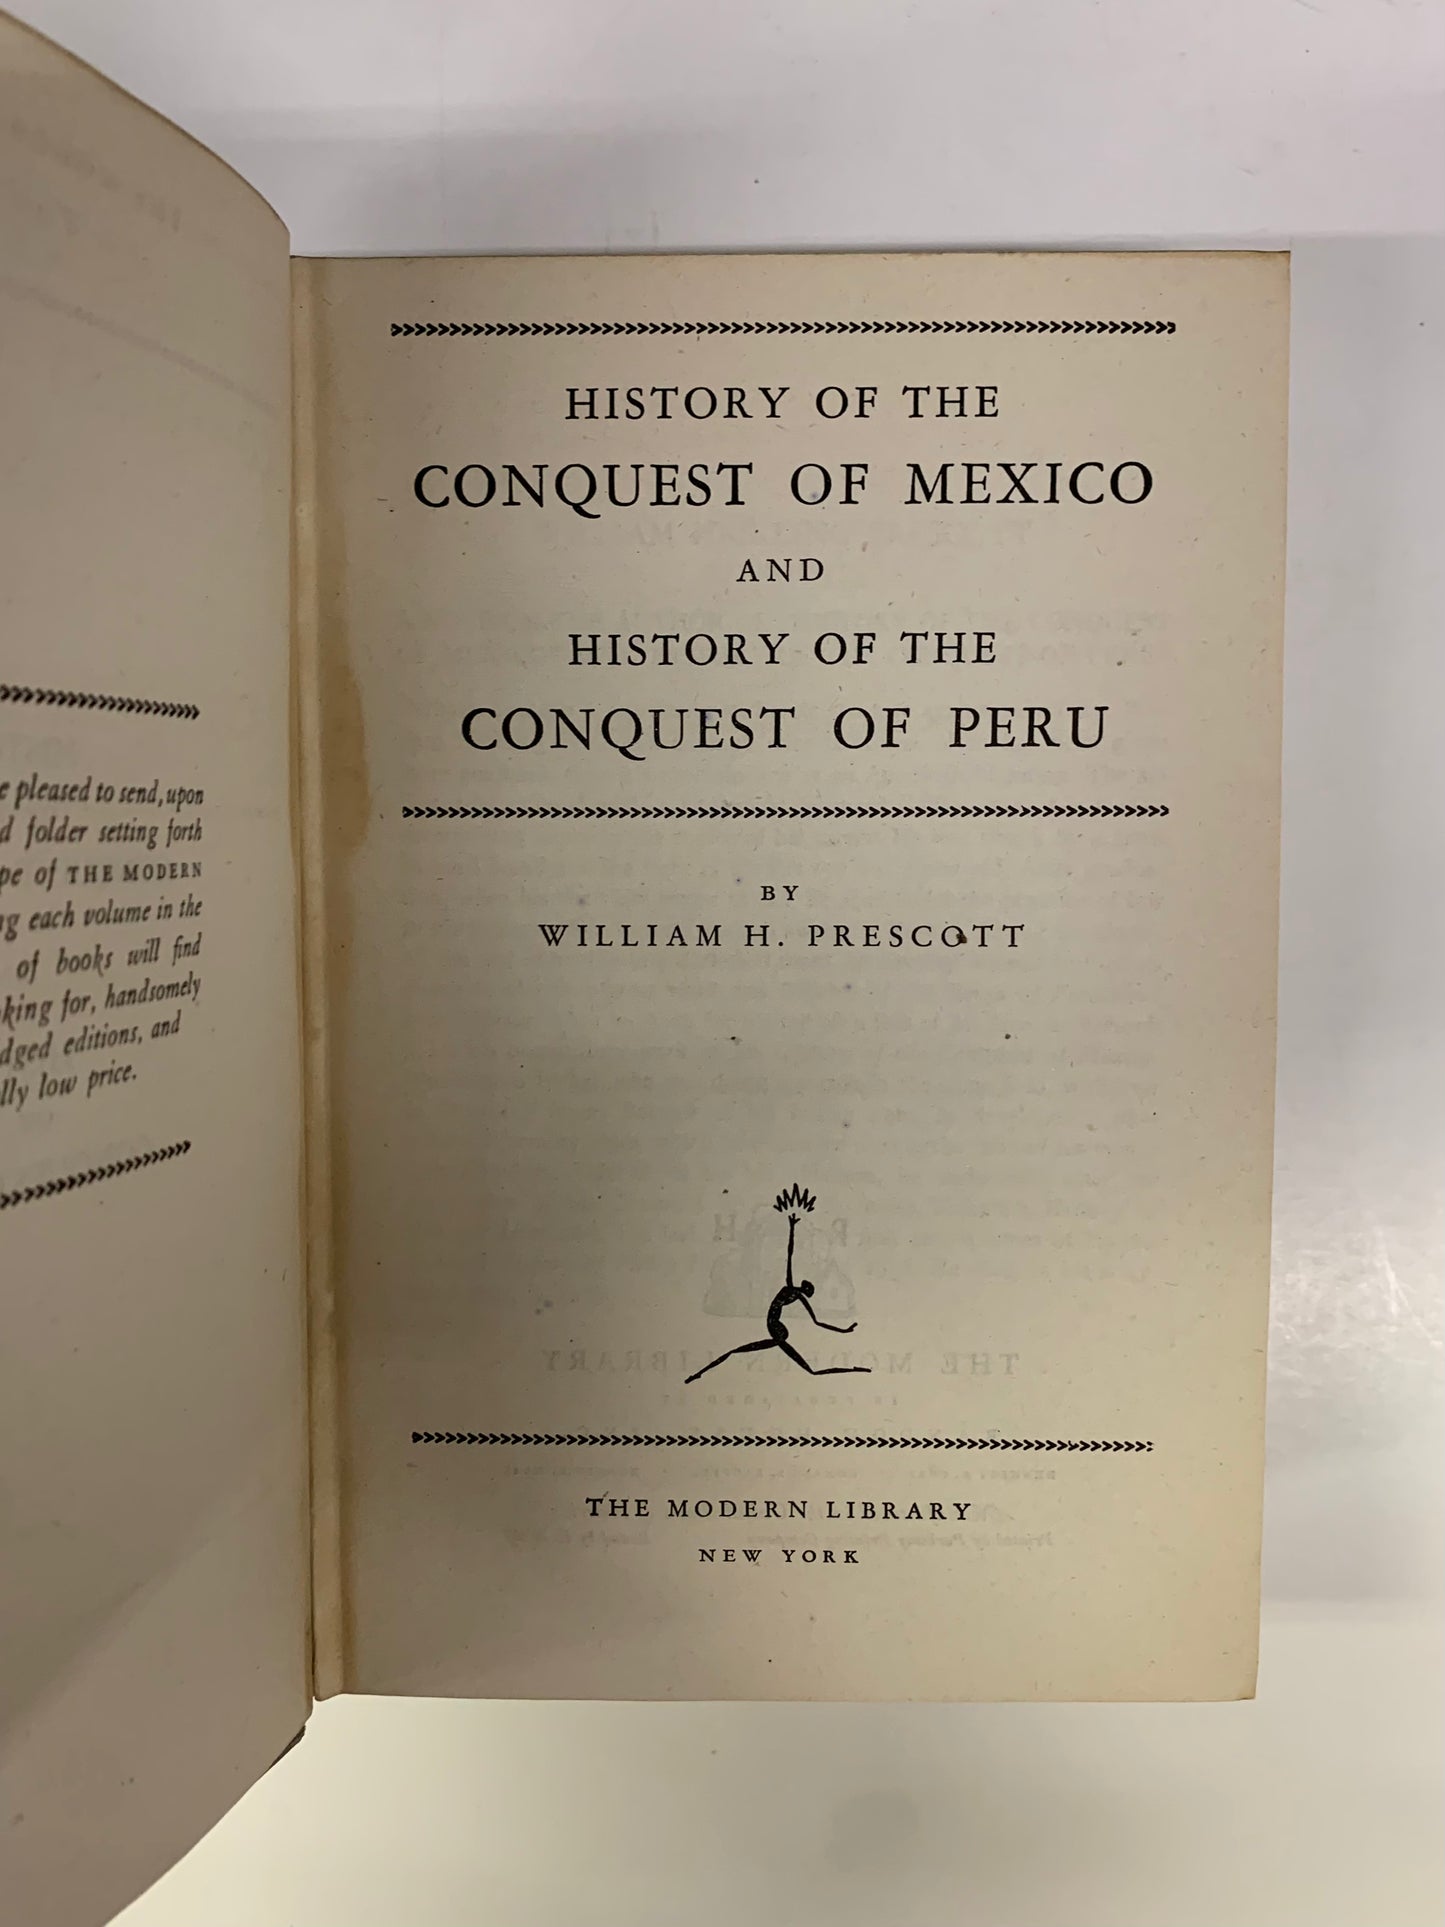 e pleased to send, upon
d folder setting forth
pe of THE MODERN
ng each volume in the
of books will find
king for, handsomely
dged editions, and
lly low price.
HISTORY OF THE
CONQUEST OF MEXICO
AND
HISTORY OF THE
CONQUEST OF PERU
BY
WILLIAM H. PRESCOTT
THE MODERN LIBRARY
NEW YORK